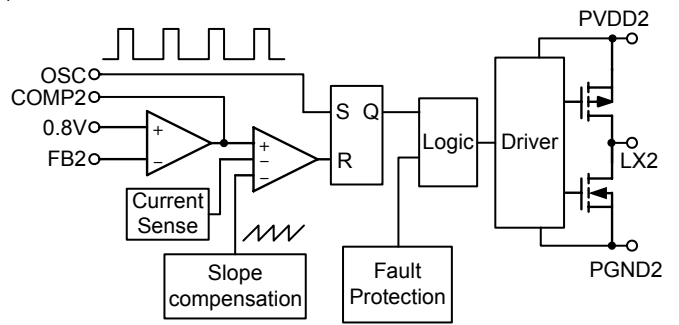 PVDD2
OSC
COMP2
0.8V
+
FB2
−
+
−
−
S Q
R
Logic
Driver
LX2
Current
Sense
Slope
compensation
Fault
Protection
PGND2